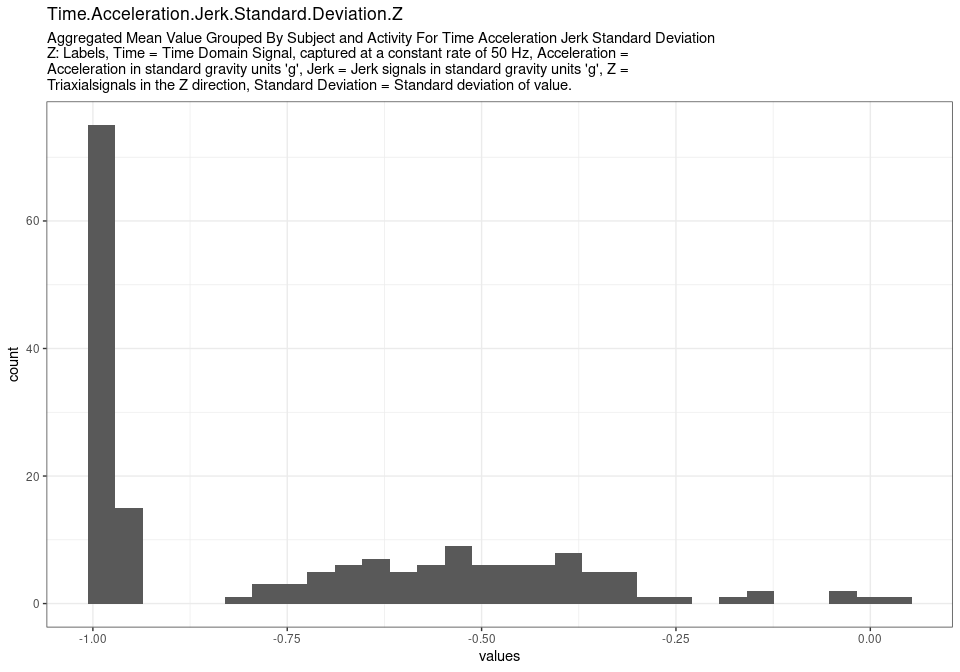 Time.Acceleration.Jerk.Standard.Deviation.Z
Aggregated Mean Value Grouped By Subject and Activity For Time Acceleration Jerk Standard Deviation
Z: Labels, Time = Time Domain Signal, captured at a constant rate of 50 Hz, Acceleration =
Acceleration in standard gravity units 'g', Jerk = Jerk signals in standard gravity units 'g', Z =
Triaxialsignals in the Z direction, Standard Deviation = Standard deviation of value.
60
40
20
0
count
-1.00
-0.75
-0.50
-0.25
0.00
values